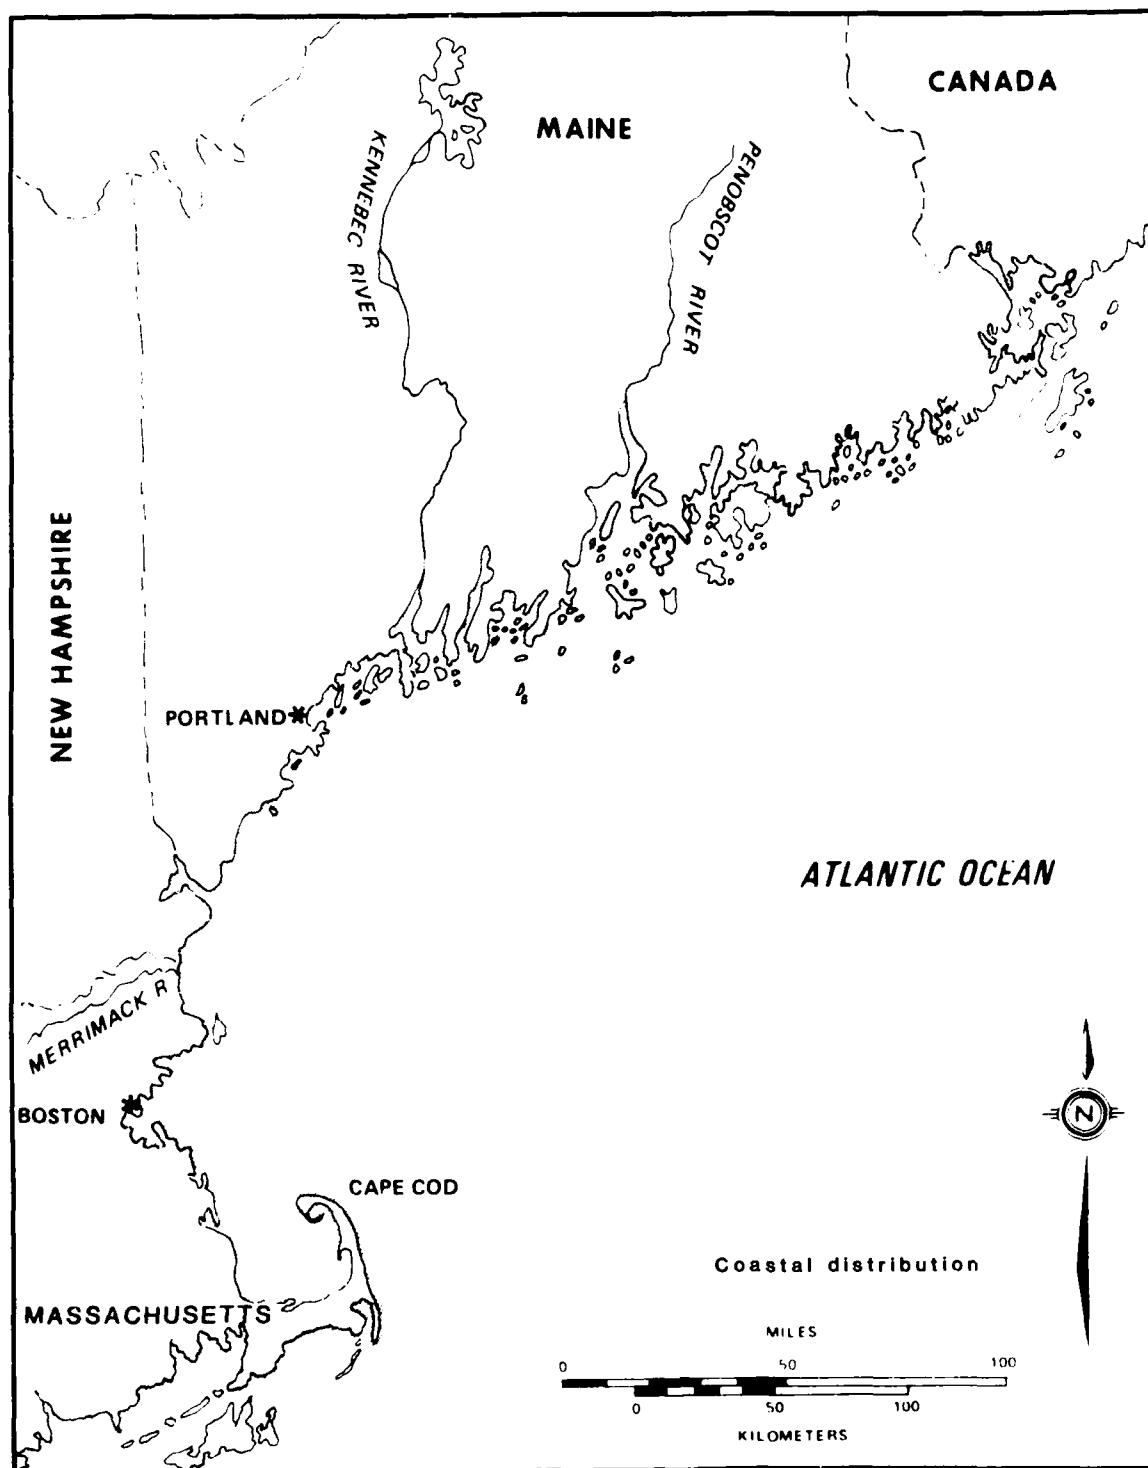 CANADA
MAINE
KENNEBEC RIVER
PENOBSCOT RIVER
NEW HAMPSHIRE
PORTLAND
ATLANTIC OCEAN
MERRIMACK R
BOSTON
CAPE COD
N
Coastal distribution
MASSACHUSETTS
MILES
0 50 100
0 50 100
KILOMETERS